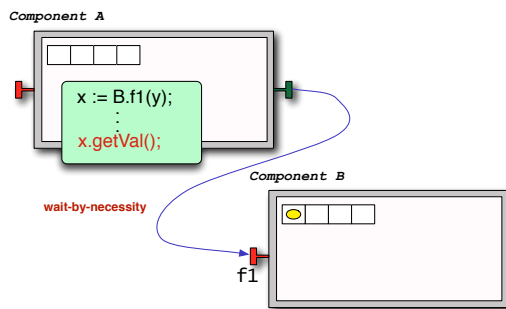 Component A
x := B.f1(y);
:
:
x.getVal();
Component B
wait-by-necessity
f1